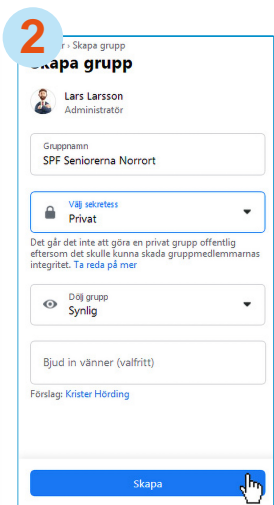 2
r › Skapa grupp
Skapa grupp
Lars Larsson
Administratör
Gruppnamn
SPF Seniorerna Norrort
Välj sekretess
Privat
Det går det inte att göra en privat grupp offentlig
eftersom det skulle kunna skada gruppmedlemmarnas
integritet. Ta reda på mer
Dölj grupp
Synlig
Bjud in vänner (valfritt)
Förslag: Krister Hörding
Skapa